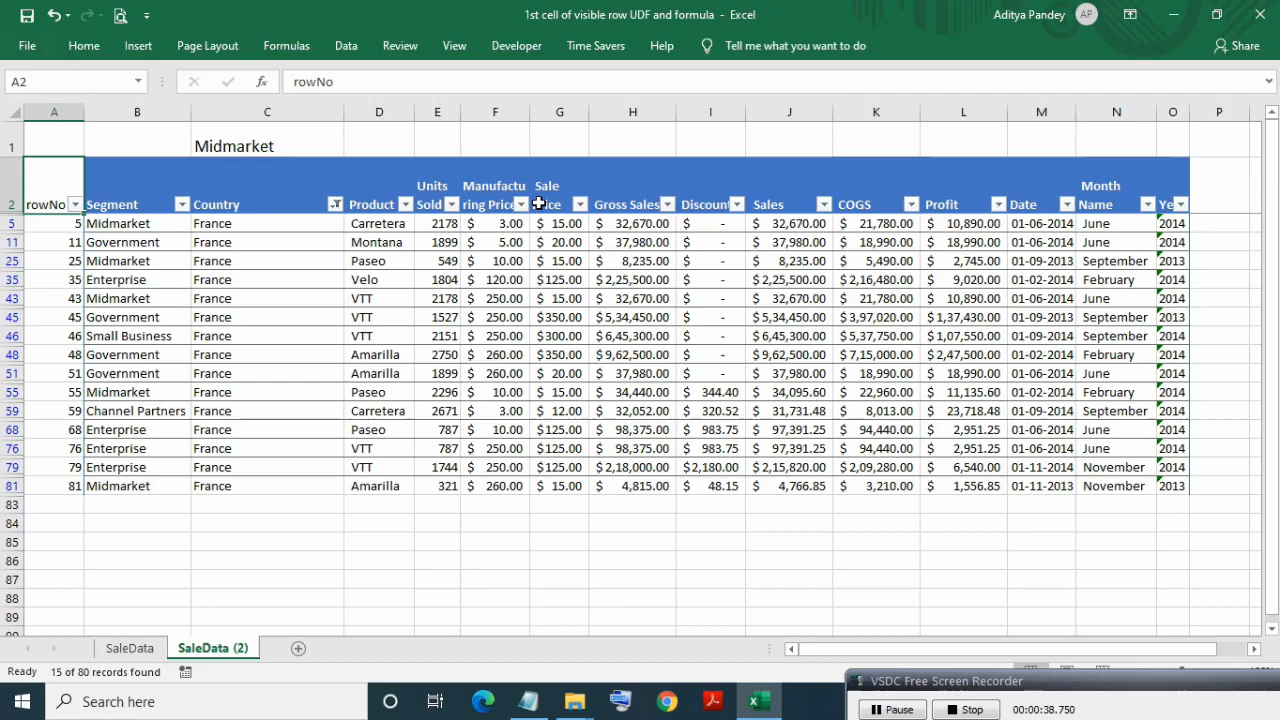 1st cell of visible row UDF and formula - Excel
Aditya Pandey AP
File Home Insert Page Layout Formulas Data Review View Developer Time Savers Help Tell me what you want to do Share
A2 fx rowNo
A B C D E F G H I J K L M N O P
1 Midmarket
Units Manufactu Sale Month
2 rowNo Segment Country Product Sold ring Price Gross Sales Discount Sales COGS Profit Date Name Ye
5 5 Midmarket France Carretera 2178 $ 3.00 $ 15.00 $ 32,670.00 $ - $ 32,670.00 $ 21,780.00 $ 10,890.00 01-06-2014 June 2014
11 11 Government France Montana 1899 $ 5.00 $ 20.00 $ 37,980.00 $ - $ 37,980.00 $ 18,990.00 $ 18,990.00 01-06-2014 June 2014
25 25 Midmarket France Paseo 549 $ 10.00 $ 15.00 $ 8,235.00 $ - $ 8,235.00 $ 5,490.00 $ 2,745.00 01-09-2013 September 2013
35 35 Enterprise France Velo 1804 $ 120.00 $125.00 $ 2,25,500.00 $ - $ 2,25,500.00 $ 2,16,480.00 $ 9,020.00 01-02-2014 February 2014
43 43 Midmarket France VTT 2178 $ 250.00 $ 15.00 $ 32,670.00 $ - $ 32,670.00 $ 21,780.00 $ 10,890.00 01-06-2014 June 2014
45 45 Government France VTT 1527 $ 250.00 $350.00 $ 5,34,450.00 $ - $ 5,34,450.00 $ 3,97,020.00 $ 1,37,430.00 01-09-2013 September 2013
46 46 Small Business France VTT 2151 $ 250.00 $300.00 $ 6,45,300.00 $ - $ 6,45,300.00 $ 5,37,750.00 $ 1,07,550.00 01-09-2014 September 2014
48 48 Government France Amarilla 2750 $ 260.00 $350.00 $ 9,62,500.00 $ - $ 9,62,500.00 $ 7,15,000.00 $ 2,47,500.00 01-02-2014 February 2014
51 51 Government France Amarilla 1899 $ 260.00 $ 20.00 $ 37,980.00 $ - $ 37,980.00 $ 18,990.00 $ 18,990.00 01-06-2014 June 2014
55 55 Midmarket France Paseo 2296 $ 10.00 $ 15.00 $ 34,440.00 $ 344.40 $ 34,095.60 $ 22,960.00 $ 11,135.60 01-02-2014 February 2014
59 59 Channel Partners France Carretera 2671 $ 3.00 $ 12.00 $ 32,052.00 $ 320.52 $ 31,731.48 $ 8,013.00 $ 23,718.48 01-09-2014 September 2014
68 68 Enterprise France Paseo 787 $ 10.00 $125.00 $ 98,375.00 $ 983.75 $ 97,391.25 $ 94,440.00 $ 2,951.25 01-06-2014 June 2014
76 76 Enterprise France VTT 787 $ 250.00 $125.00 $ 98,375.00 $ 983.75 $ 97,391.25 $ 94,440.00 $ 2,951.25 01-06-2014 June 2014
79 79 Enterprise France VTT 1744 $ 250.00 $125.00 $ 2,18,000.00 $2,180.00 $ 2,15,820.00 $ 2,09,280.00 $ 6,540.00 01-11-2014 November 2014
81 81 Midmarket France Amarilla 321 $ 260.00 $ 15.00 $ 4,815.00 $ 48.15 $ 4,766.85 $ 3,210.00 $ 1,556.85 01-11-2013 November 2013
83
84
85
86
87
88
89
SaleData SaleData (2)
Ready 15 of 80 records found
VSDC Free Screen Recorder
Search here
Pause Stop 00:00:38.750